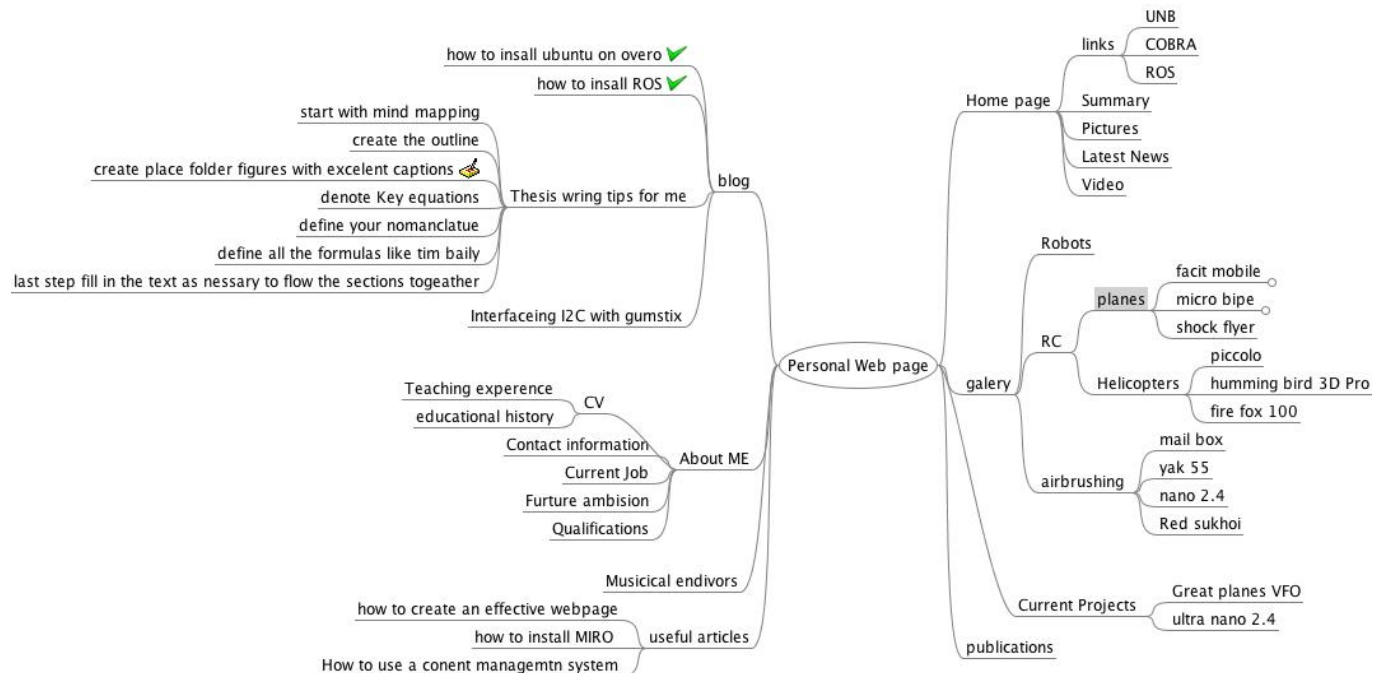 how to insall ubuntu on overo
how to insall ROS
start with mind mapping
create the outline
create place folder figures with excelent captions
denote Key equations
define your nomanclatue
define all the formulas like tim baily
last step fill in the text as nessary to flow the sections togeather
Thesis wring tips for me
Interfaceing I2C with gumstix
blog
Teaching experence
educational history
CV
Contact information
Current Job
Furture ambision
Qualifications
About ME
Musicical endivors
how to create an effective webpage
how to install MIRO
How to use a conent managemtn system
useful articles
Personal Web page
Home page
links
UNB
COBRA
ROS
Summary
Pictures
Latest News
Video
galery
Robots
RC
planes
facit mobile
micro bipe
shock flyer
Helicopters
piccolo
humming bird 3D Pro
fire fox 100
airbrushing
mail box
yak 55
nano 2.4
Red sukhoi
Current Projects
Great planes VFO
ultra nano 2.4
publications